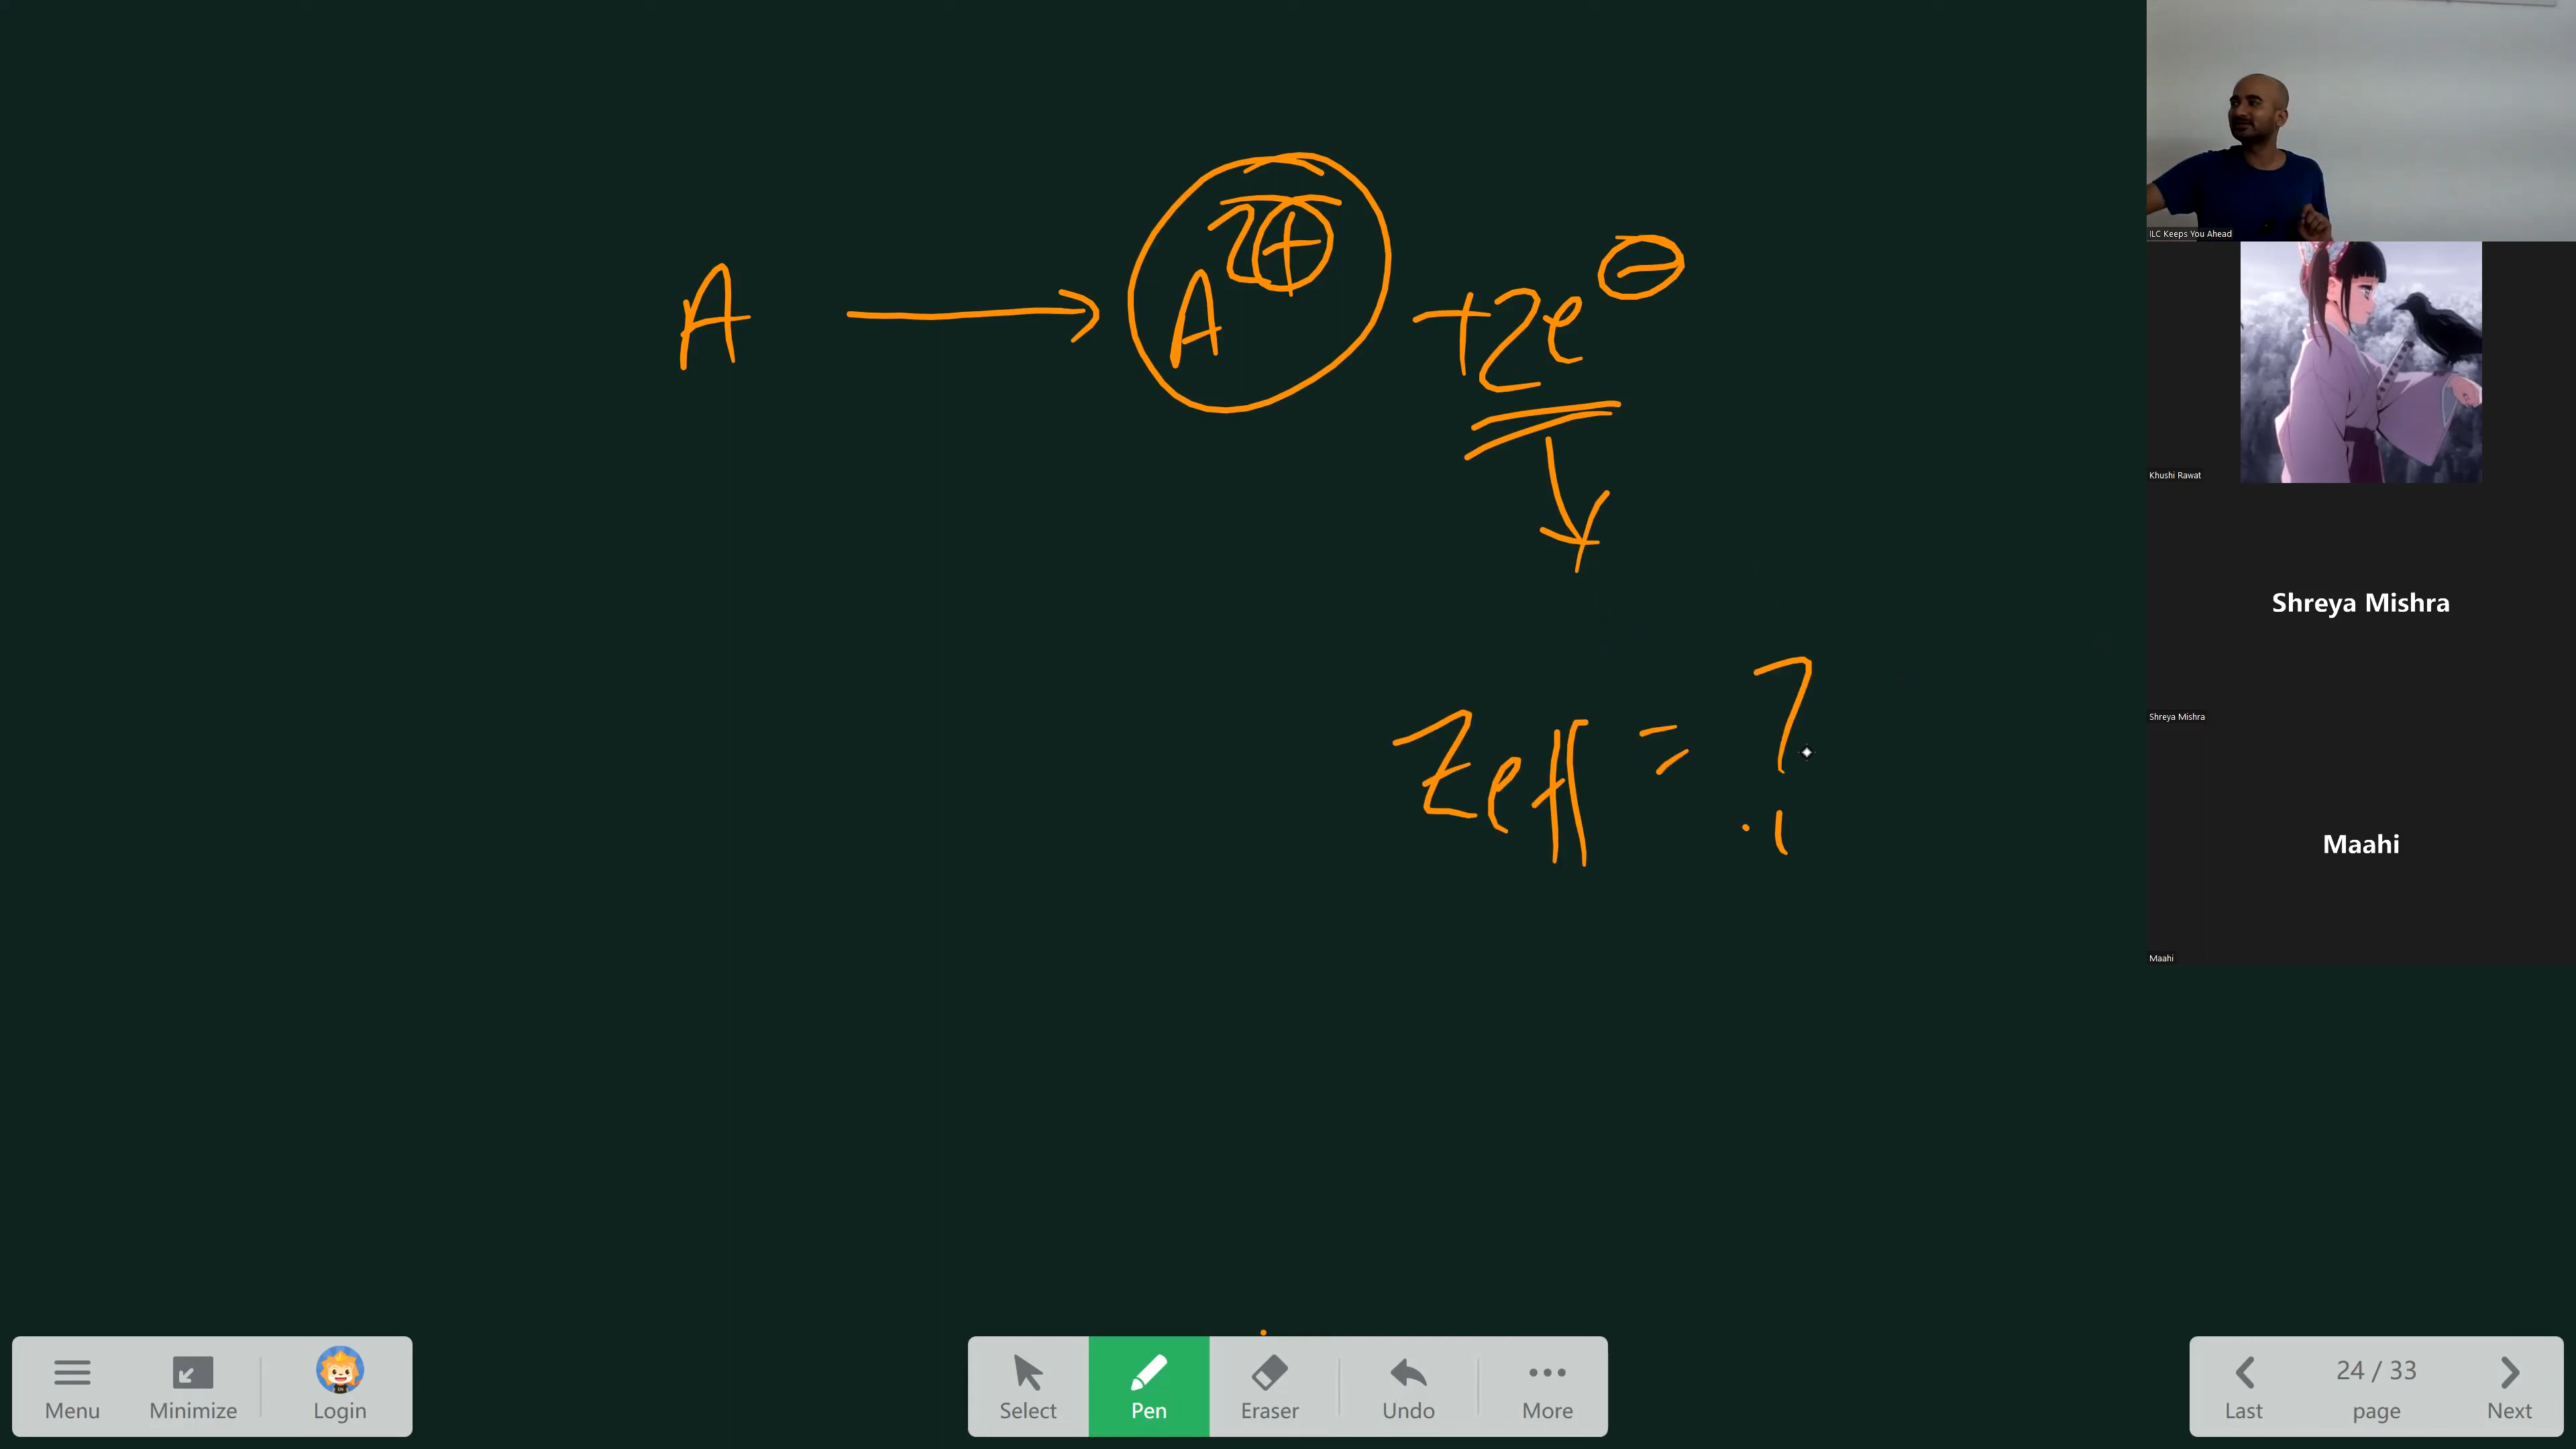 A → A²⊕ + 2e⊖
Zeff = ?
ILC Keeps You Ahead
Khushi Rawat
Shreya Mishra
Shreya Mishra
Maahi
Maahi
Menu Minimize Login
Select Pen Eraser Undo More
Last 24 / 33 page Next